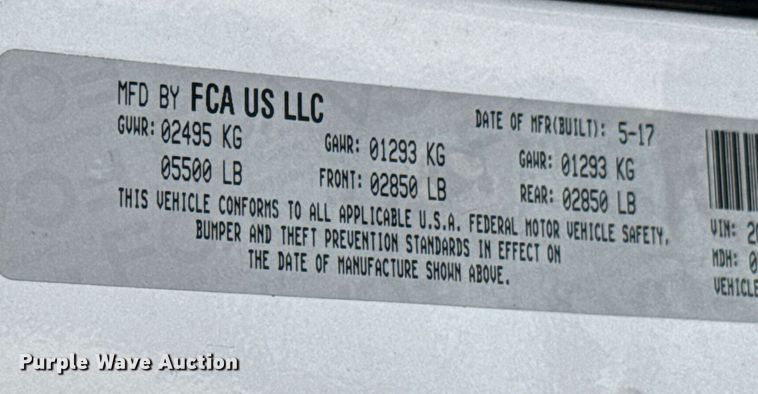 MFD BY FCA US LLC
DATE OF MFR(BUILT): 5-17
GVWR: 02495 KG
GAWR: 01293 KG
GAWR: 01293 KG
05500 LB
FRONT: 02850 LB
REAR: 02850 LB
THIS VEHICLE CONFORMS TO ALL APPLICABLE U.S.A. FEDERAL MOTOR VEHICLE SAFETY,
BUMPER AND THEFT PREVENTION STANDARDS IN EFFECT ON
THE DATE OF MANUFACTURE SHOWN ABOVE.
VIN: 2
MDH: 0
VEHICLE
Purple Wave Auction